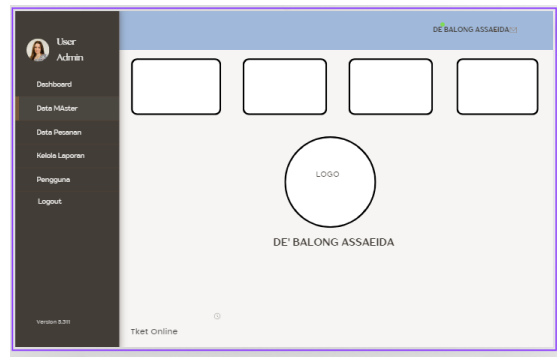 User
Admin
Dashboard
Data MAster
Data Pesanan
Kelola Laporan
Pengguna
Logout
Version 5.3.11
DE BALONG ASSAEIDA
LOGO
DE' BALONG ASSAEIDA
Tket Online